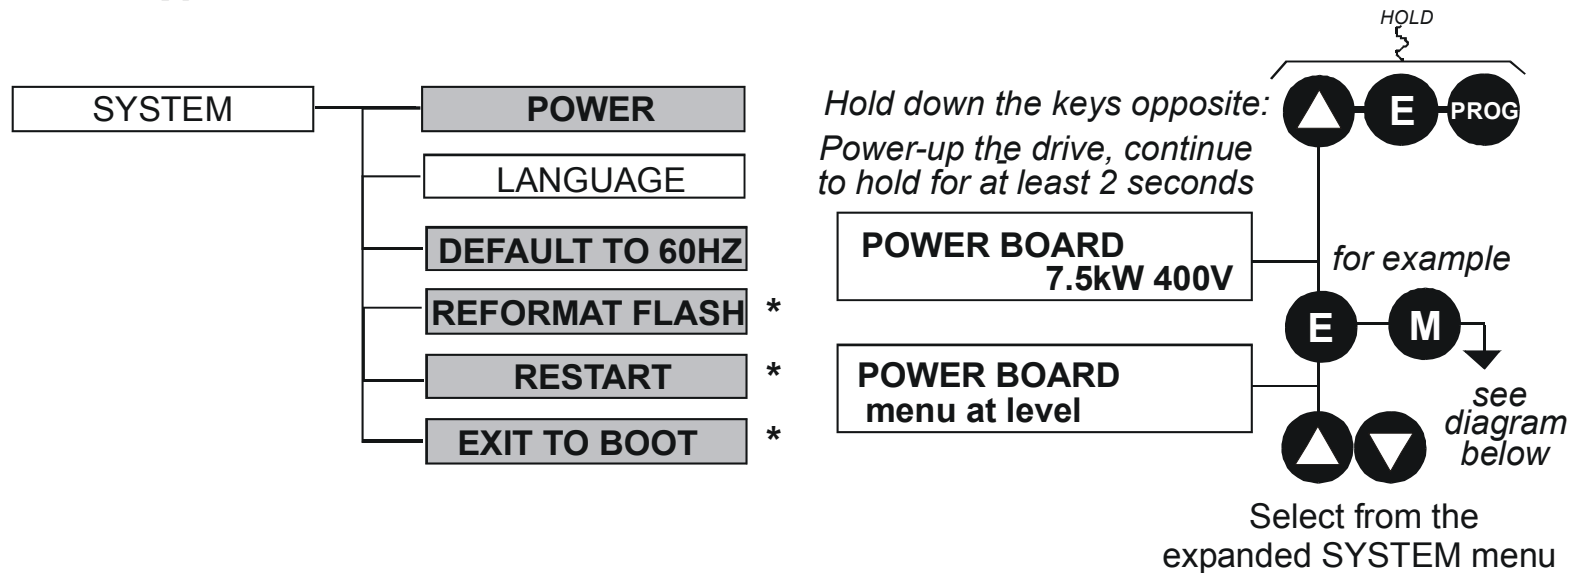 HOLD
SYSTEM
POWER
LANGUAGE
DEFAULT TO 60HZ
REFORMAT FLASH *
RESTART *
EXIT TO BOOT *
Hold down the keys opposite:
E
PROG
Power-up the drive, continue
to hold for at least 2 seconds
POWER BOARD
7.5kW 400V
for example
E
M
POWER BOARD
menu at level
see
diagram
below
Select from the
expanded SYSTEM menu